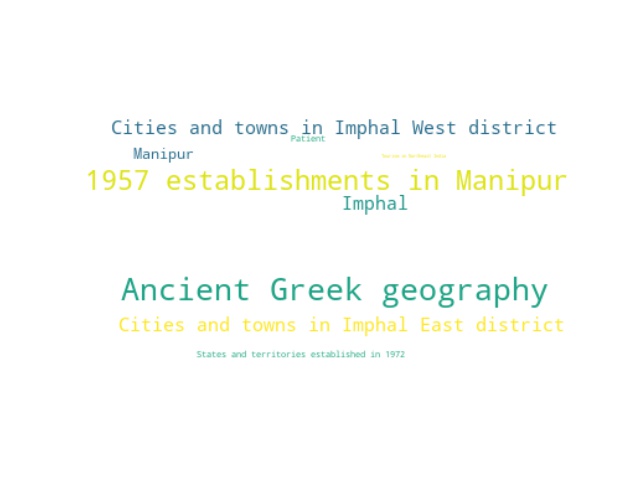 Cities and towns in Imphal West district
Patient
Manipur
1957 establishments in Manipur
Imphal
Ancient Greek geography
Cities and towns in Imphal East district
States and territories established in 1972